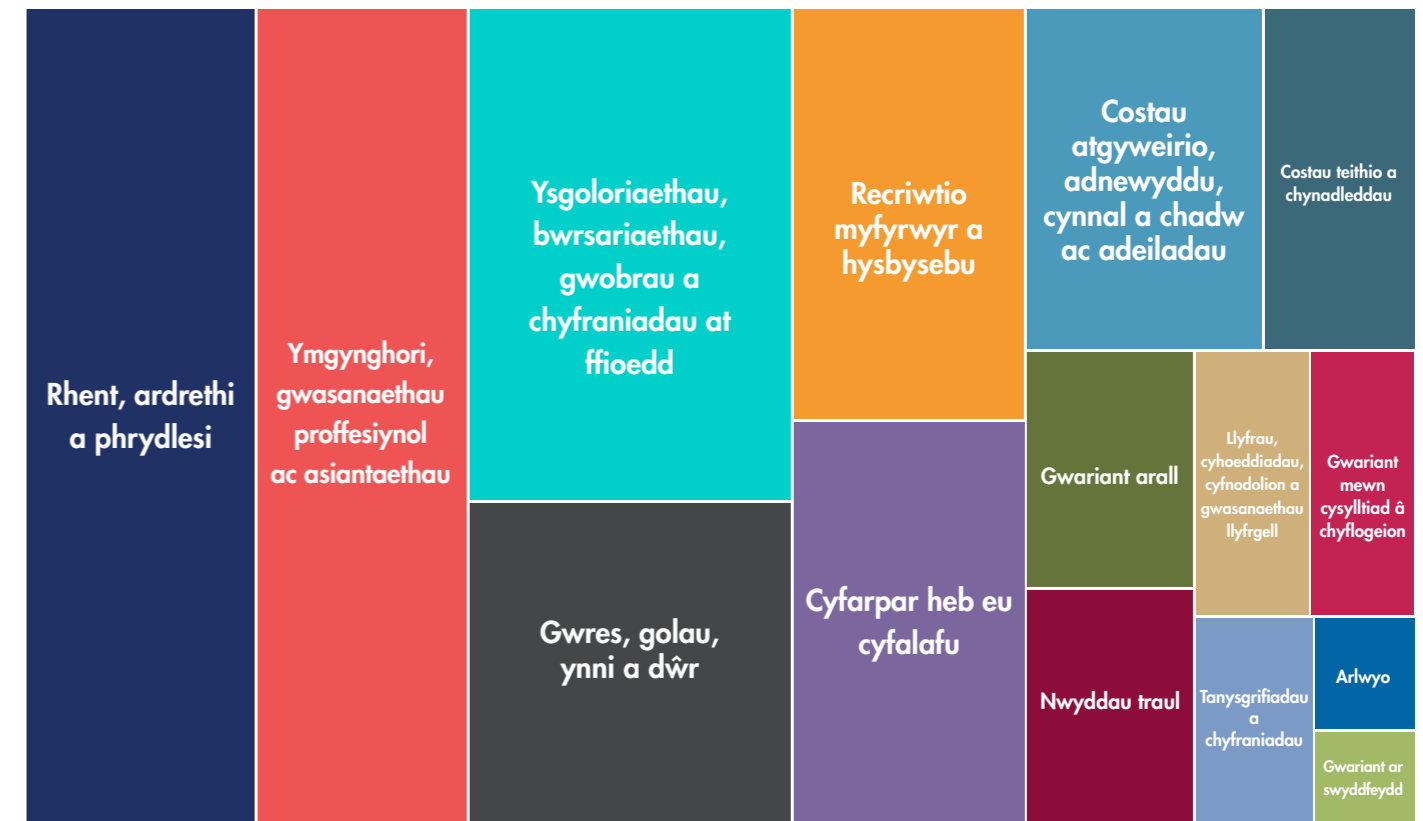 Rhent, ardrethi
a phrydlesi
Ymgynghori,
gwasanaethau
proffesiynol
ac asiantaethau
Ysgoloriaethau,
bwrsariaethau,
gwobrau a
chyfraniadau at
ffioedd
Gwres, golau,
ynni a dŵr
Recriwtio
myfyrwyr a
hysbysebu
Cyfarpar heb eu
cyfalafu
Costau
atgyweirio,
adnewyddu,
cynnal a chadw
ac adeiladau
Costau teithio a
chynadleddau
Gwariant arall
Nwyddau traul
Llyfrau,
cyhoeddiadau,
cyfnodolion a
gwasanaethau
llyfrgell
Gwariant
mewn
cysylltiad â
chyflogeion
Tanysgrifiadau
a
chyfraniadau
Arlwyo
Gwariant ar
swyddfeydd